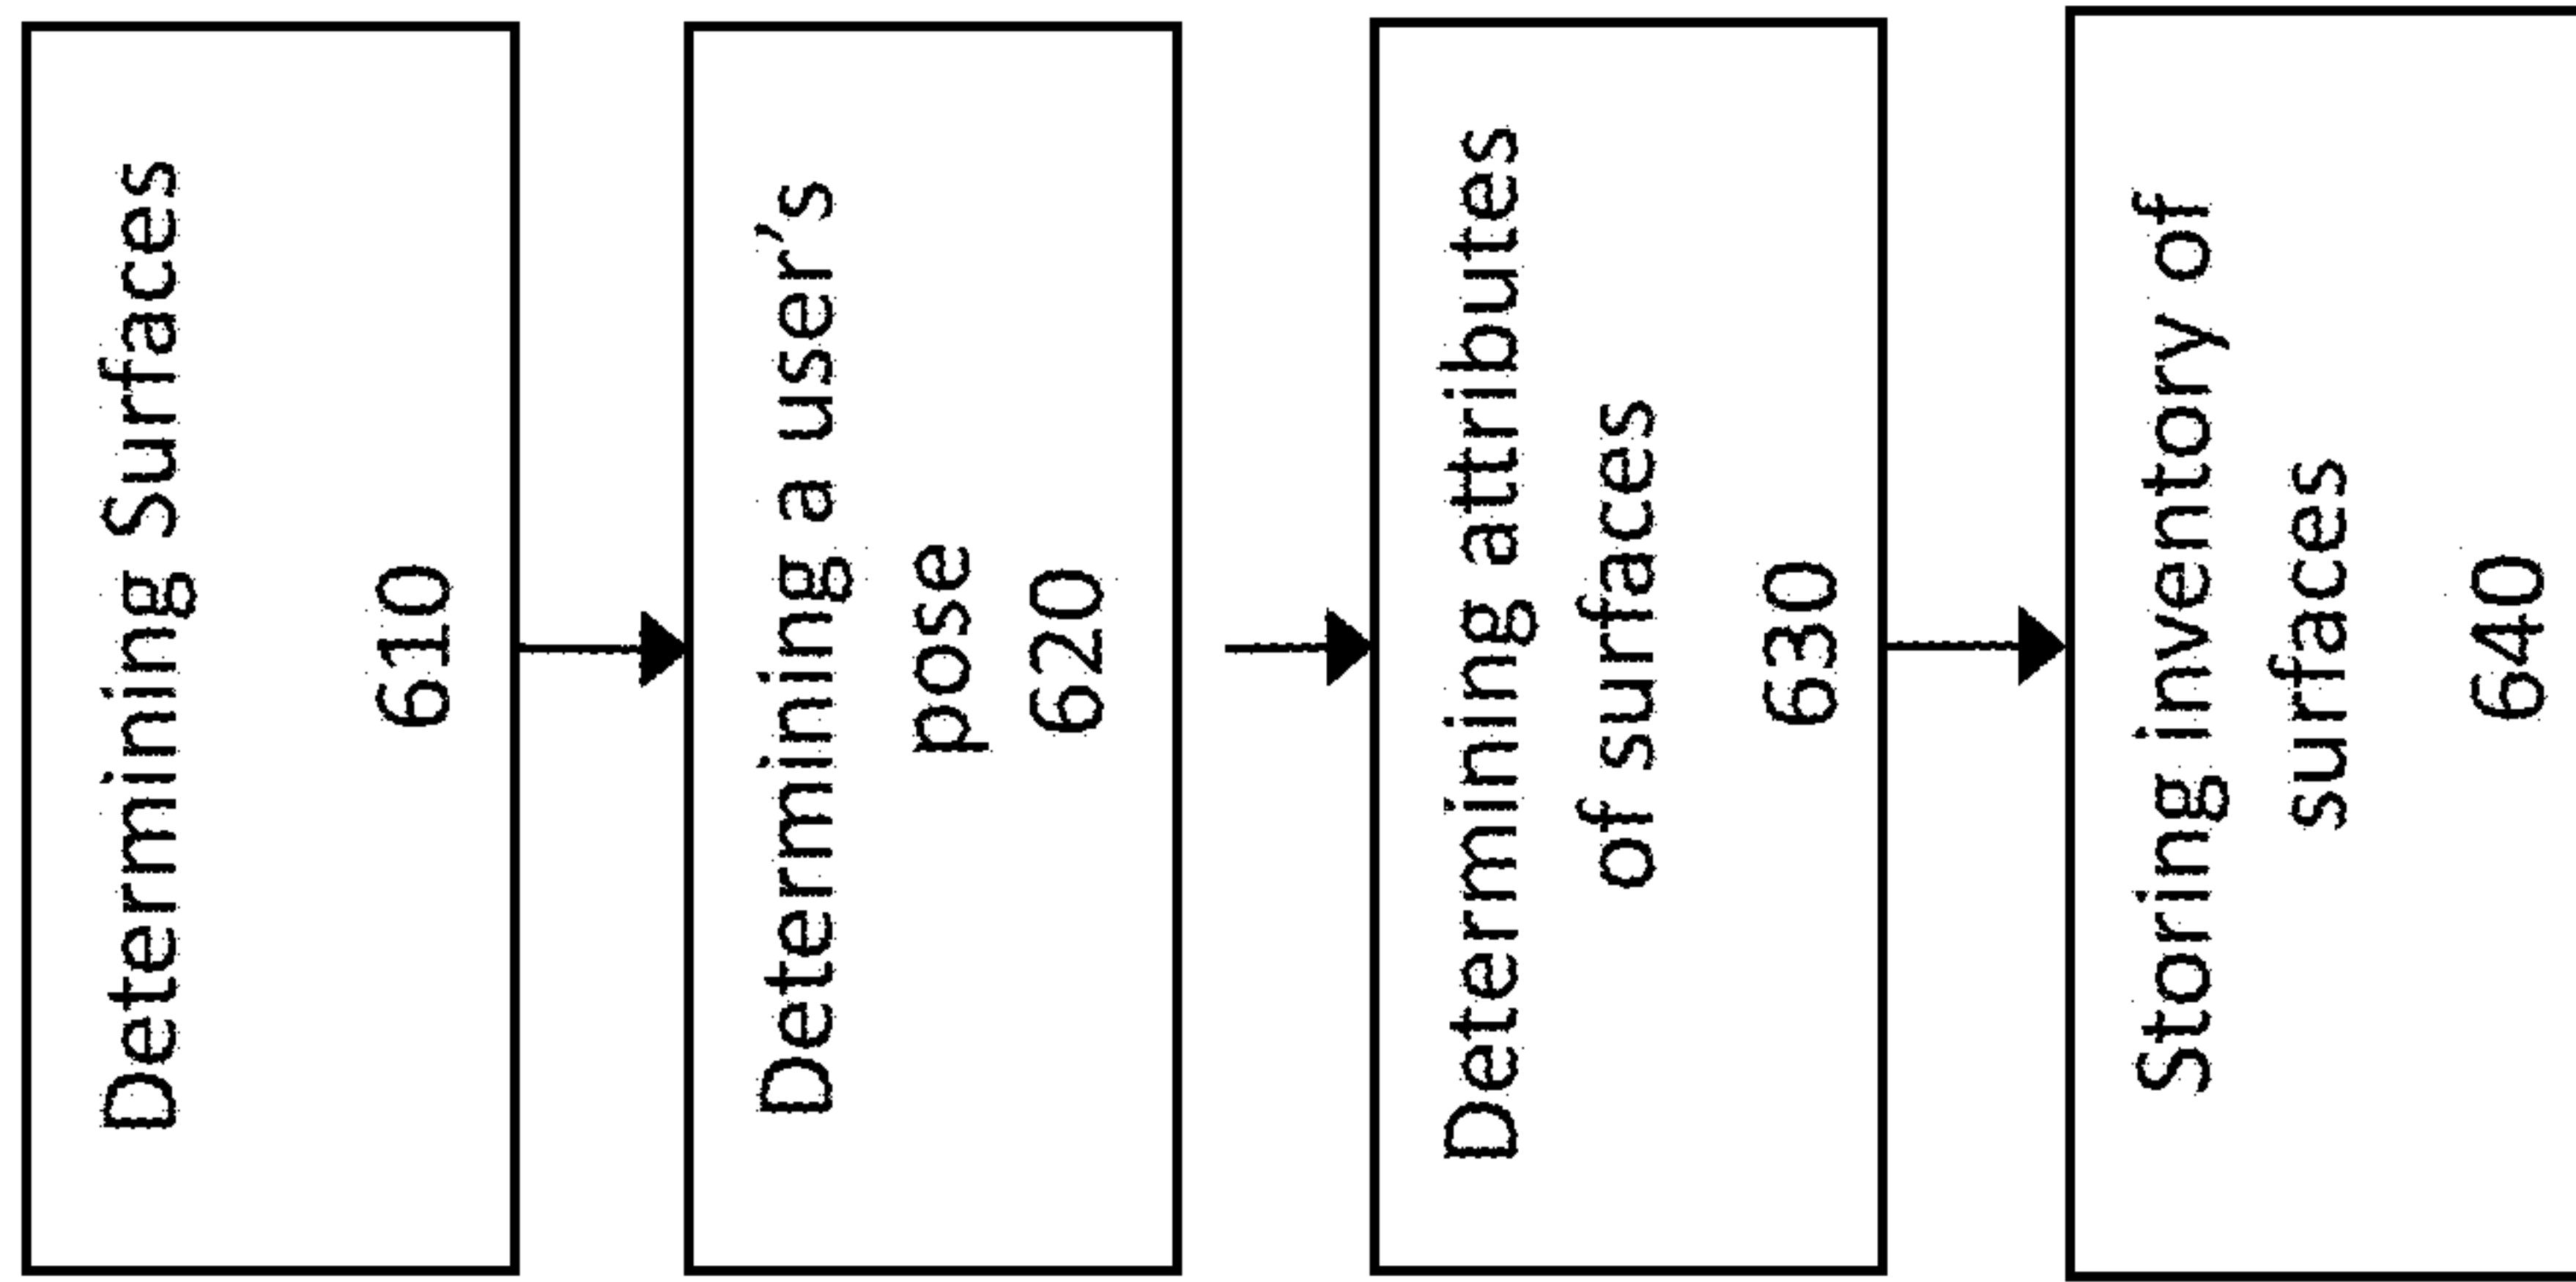 Determining Surfaces
610
Determining a user's
pose
620
Determining attributes
of surfaces
630
Storing inventory of
surfaces
640